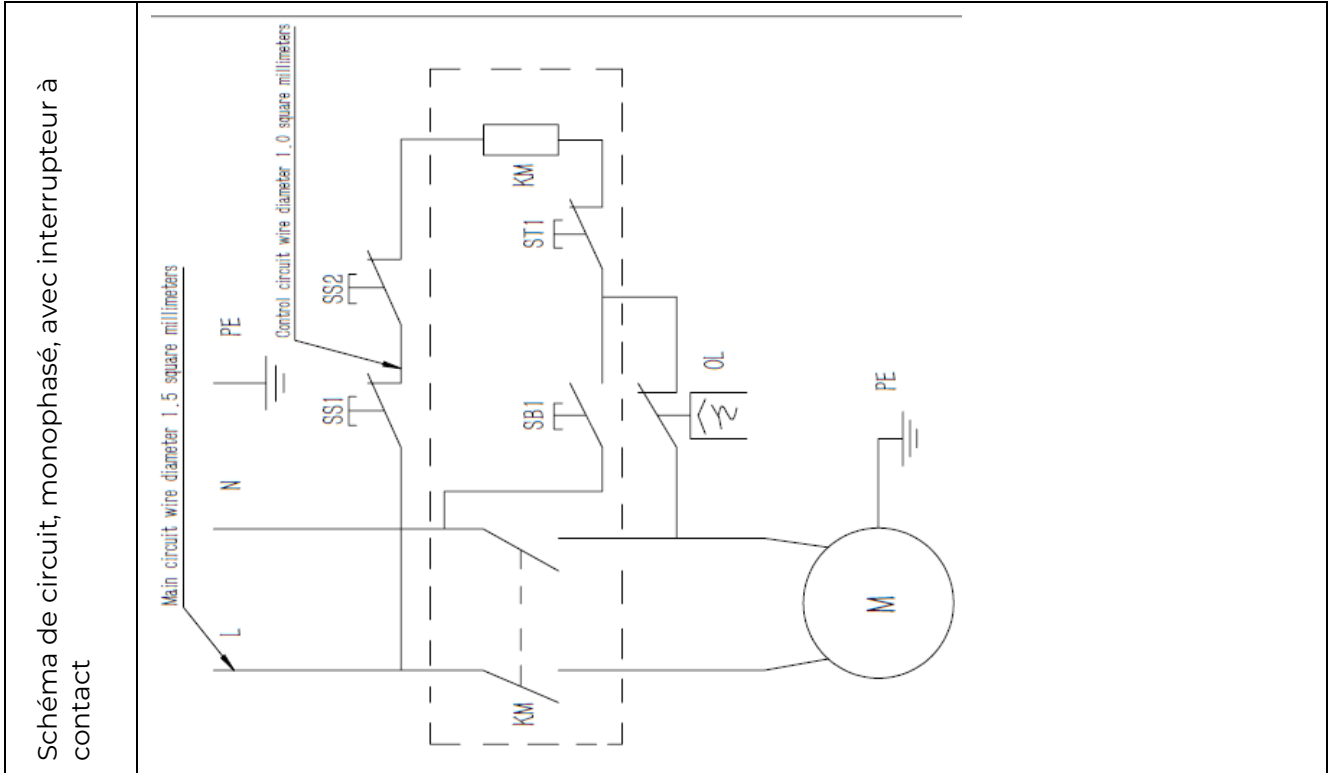 Schéma de circuit, monophasé, avec interrupteur à
contact
Main circuit wire diameter 1.5 square millimeters
Control circuit wire diameter 1.0 square millimeters
L
N
PE
SS1
SS2
KM
ST1
SB1
OL
KM
M
PE